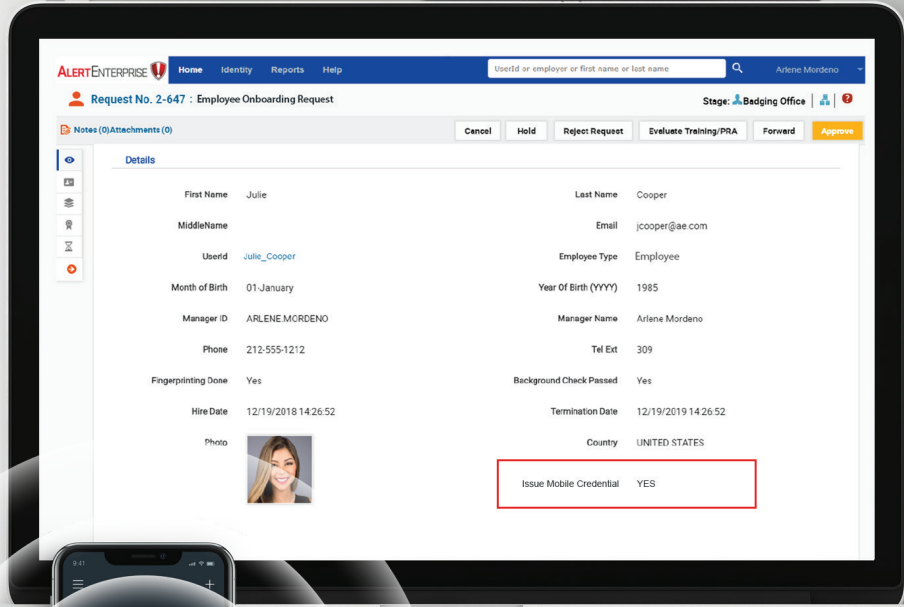 ALERTENTERPRISE Home Identity Reports Help UserId or employer or first name or last name Arlene Mordeno
Request No. 2-647 : Employee Onboarding Request Stage: Badging Office ?
Notes (0) Attachments (0) Cancel Hold Reject Request Evaluate Training/PRA Forward Approve
Details
First Name Julie Last Name Cooper
MiddleName Email jcooper@ae.com
UserId Julie_Cooper Employee Type Employee
Month of Birth 01-January Year Of Birth (YYYY) 1985
Manager ID ARLENE.MORDENO Manager Name Arlene Mordeno
Phone 212-555-1212 Tel Ext 309
Fingerprinting Done Yes Background Check Passed Yes
Hire Date 12/19/2018 14:26:52 Termination Date 12/19/2019 14:26:52
Photo Country UNITED STATES
Issue Mobile Credential YES
9:41